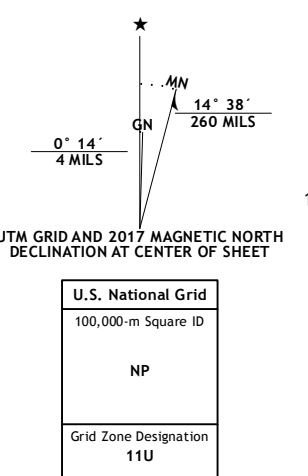 ★
MN
14° 38´
260 MILS
GN
0° 14´
4 MILS
UTM GRID AND 2017 MAGNETIC NORTH
DECLINATION AT CENTER OF SHEET
U.S. National Grid
100,000-m Square ID
NP
Grid Zone Designation
11U